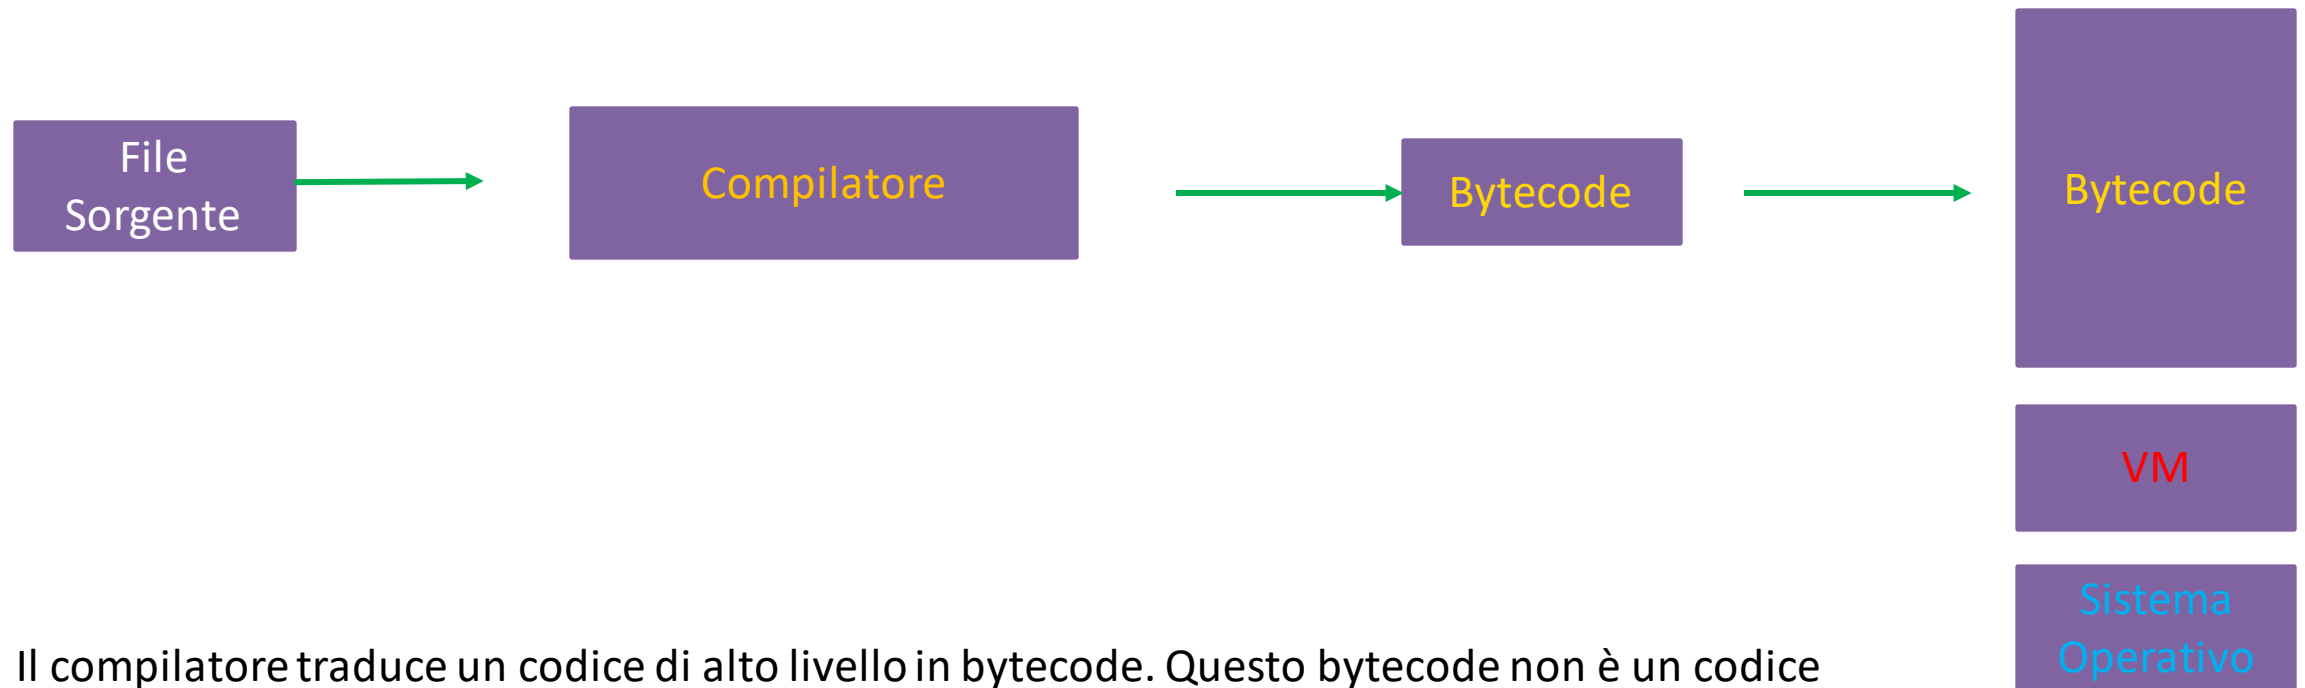 File
Sorgente
Compilatore
Bytecode
Bytecode
VM
Sistema
Operativo
Il compilatore traduce un codice di alto livello in bytecode. Questo bytecode non è un codice